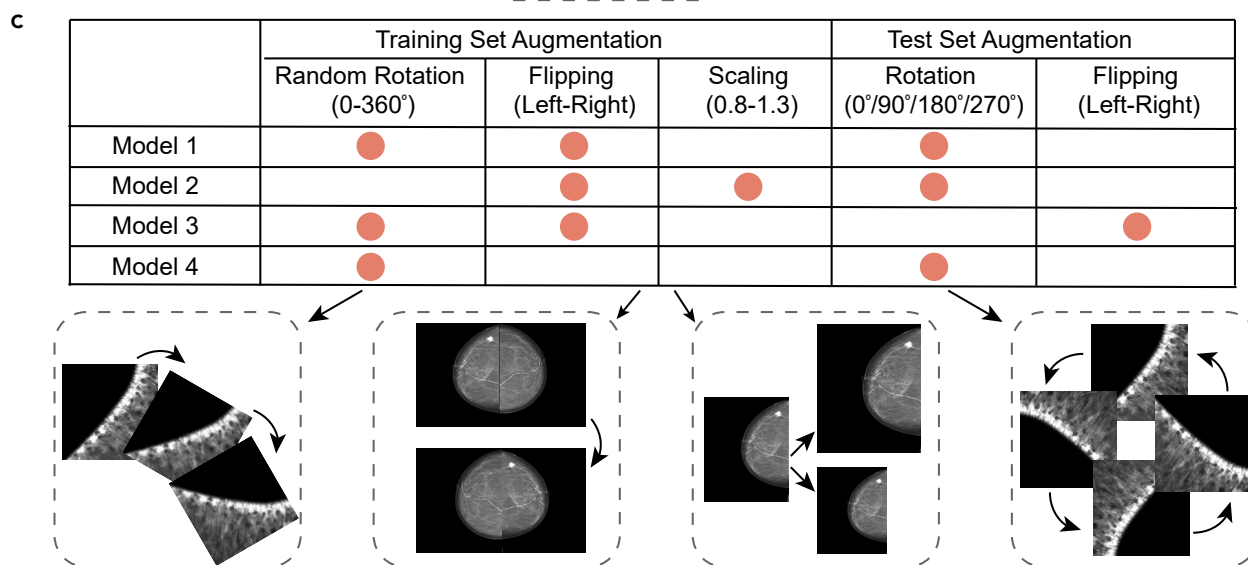 c
Training Set Augmentation Test Set Augmentation
Random Rotation Flipping Scaling Rotation Flipping
(0-360°) (Left-Right) (0.8-1.3) (0°/90°/180°/270°) (Left-Right)
Model 1
Model 2
Model 3
Model 4